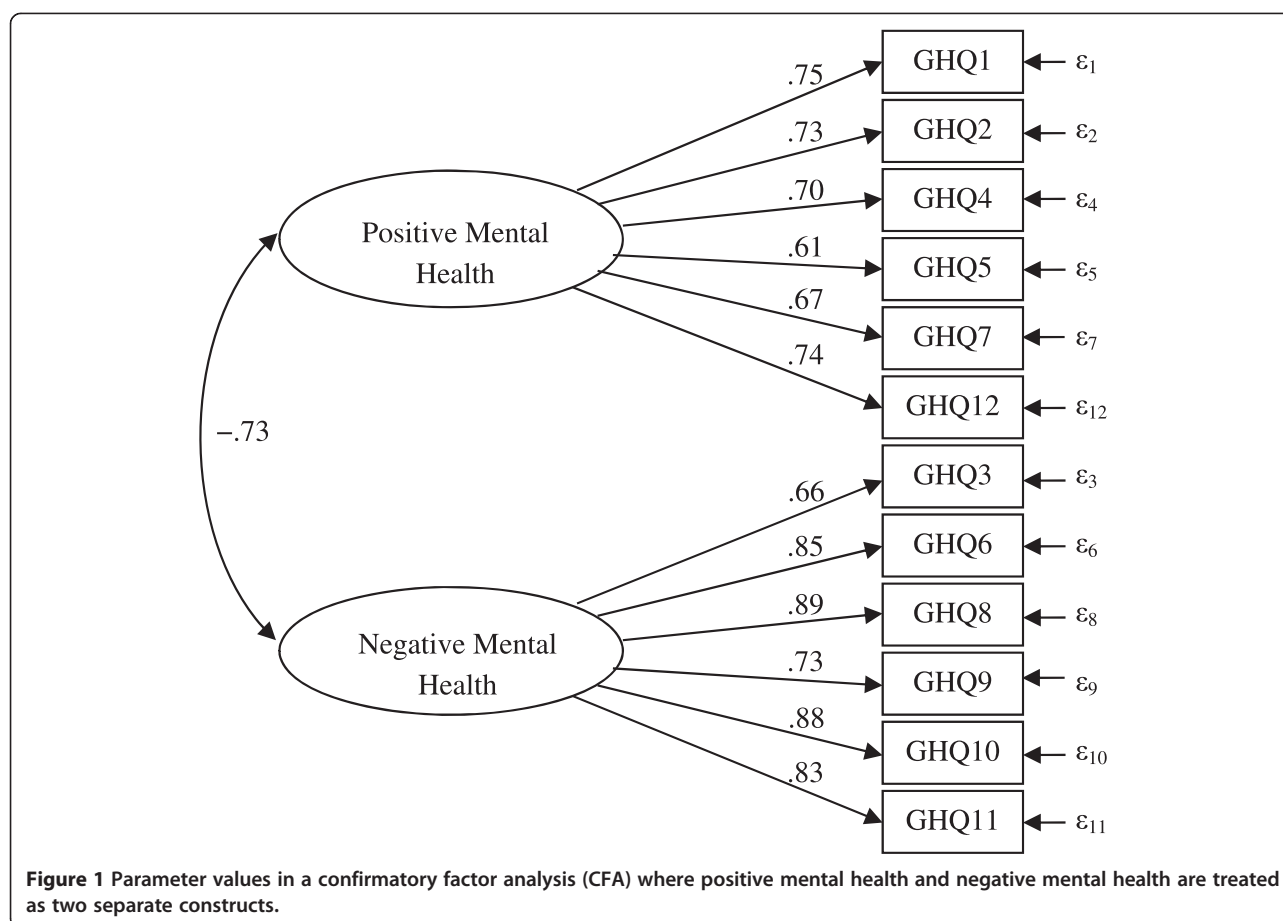 GHQ1
ε1
.75
GHQ2
ε2
.73
GHQ4
ε4
.70
Positive Mental
Health
GHQ5
ε5
.61
GHQ7
ε7
.67
GHQ12
ε12
.74
−.73
GHQ3
ε3
.66
GHQ6
ε6
.85
GHQ8
ε8
.89
Negative Mental
Health
GHQ9
ε9
.73
GHQ10
ε10
.88
GHQ11
ε11
.83
Figure 1 Parameter values in a confirmatory factor analysis (CFA) where positive mental health and negative mental health are treated
as two separate constructs.